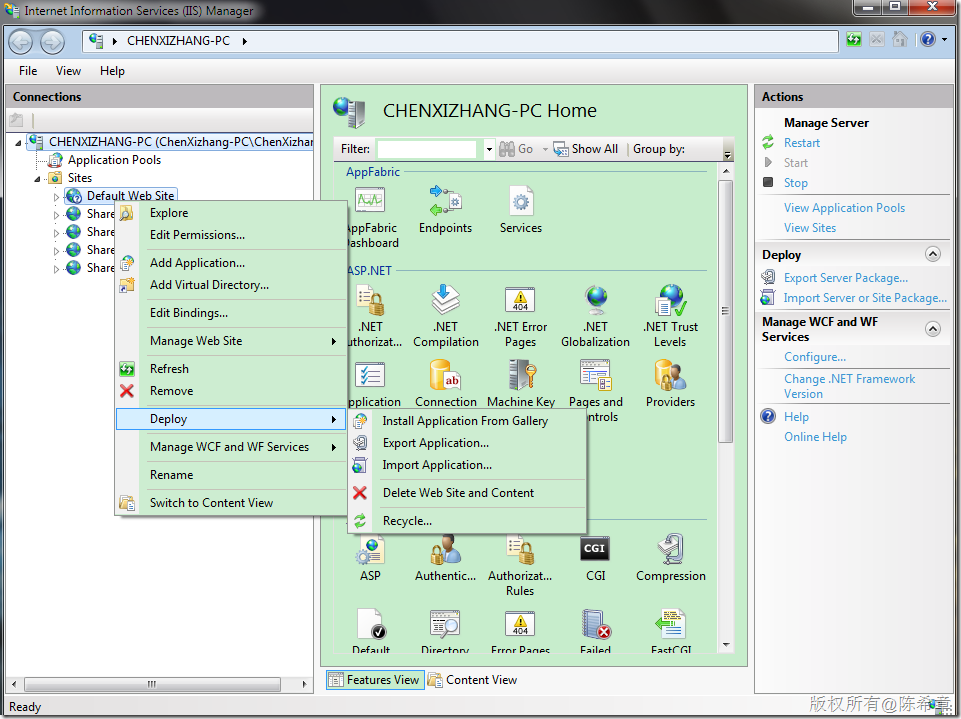 Internet Information Services (IIS) Manager
CHENXIZHANG-PC
File View Help
Connections
CHENXIZHANG-PC (ChenXizhang-PC\ChenXizhar
Application Pools
Sites
Default Web Site
Share
Share
Share
Share
Explore
Edit Permissions...
Add Application...
Add Virtual Directory...
Edit Bindings...
Manage Web Site
Refresh
Remove
Deploy
Manage WCF and WF Services
Rename
Switch to Content View
Install Application From Gallery
Export Application...
Import Application...
Delete Web Site and Content
Recycle...
CHENXIZHANG-PC Home
Filter: Go Show All Group by:
AppFabric
AppFabric Dashboard
Endpoints
Services
ASP.NET
.NET
uthorizat...
.NET
Compilation
.NET Error
Pages
.NET
Globalization
.NET Trust
Levels
pplication
Connection
Machine Key
Pages and
ntrols
Providers
ASP
Authentic...
Authorizat...
Rules
CGI
CGI
Compression
Default
Directory
Error Pages
Failed
FastCGI
404
404
Features View Content View
Actions
Manage Server
Restart
Start
Stop
View Application Pools
View Sites
Deploy
Export Server Package...
Import Server or Site Package...
Manage WCF and WF
Services
Configure...
Change .NET Framework
Version
Help
Online Help
Ready
版权所有@陈希章